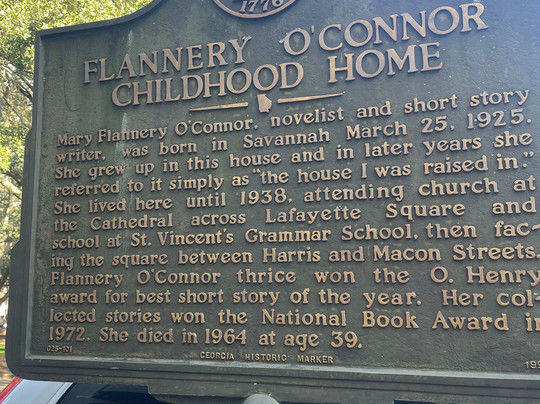 1776
FLANNERY O'CONNOR
CHILDHOOD HOME
Mary Flannery O'Connor, novelist and short story
writer, was born in Savannah March 25, 1925.
She grew up in this house and in later years she
referred to it simply as "the house I was raised in."
She lived here until 1938, attending church at
the Cathedral across Lafayette Square and
school at St. Vincent's Grammar School, then fac-
ing the square between Harris and Macon Streets.
Flannery O'Connor thrice won the O. Henry
award for best short story of the year. Her col-
lected stories won the National Book Award in
1972. She died in 1964 at age 39.
025-101 GEORGIA HISTORIC MARKER